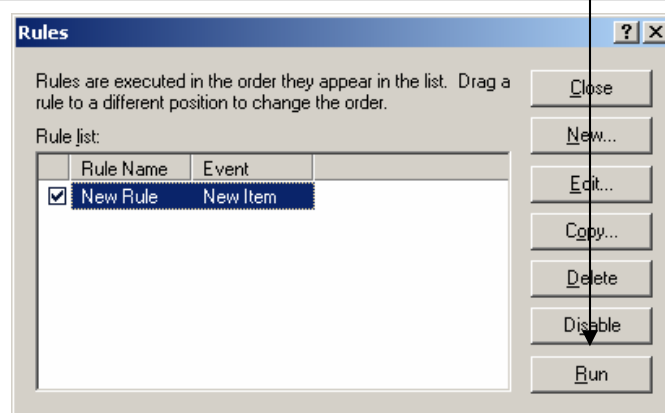 Rules
? X
Rules are executed in the order they appear in the list. Drag a
rule to a different position to change the order.
Rule list:
Rule Name Event
New Rule New Item
Close
New...
Edit...
Copy...
Delete
Disable
Run